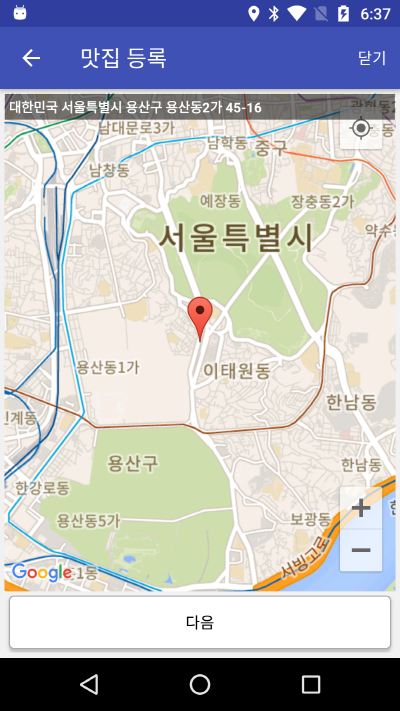 6:37
맛집 등록
닫기
대한민국 서울특별시 용산구 용산동2가 45-16
남대문로3가
남학동
중구
남창동
예장동
장충동2가
서울특별시
약수
용산동1가
이태원동
한남동
용산구
한남동
한강로동
용산동5가
보광동
서빙고로
Google
다음